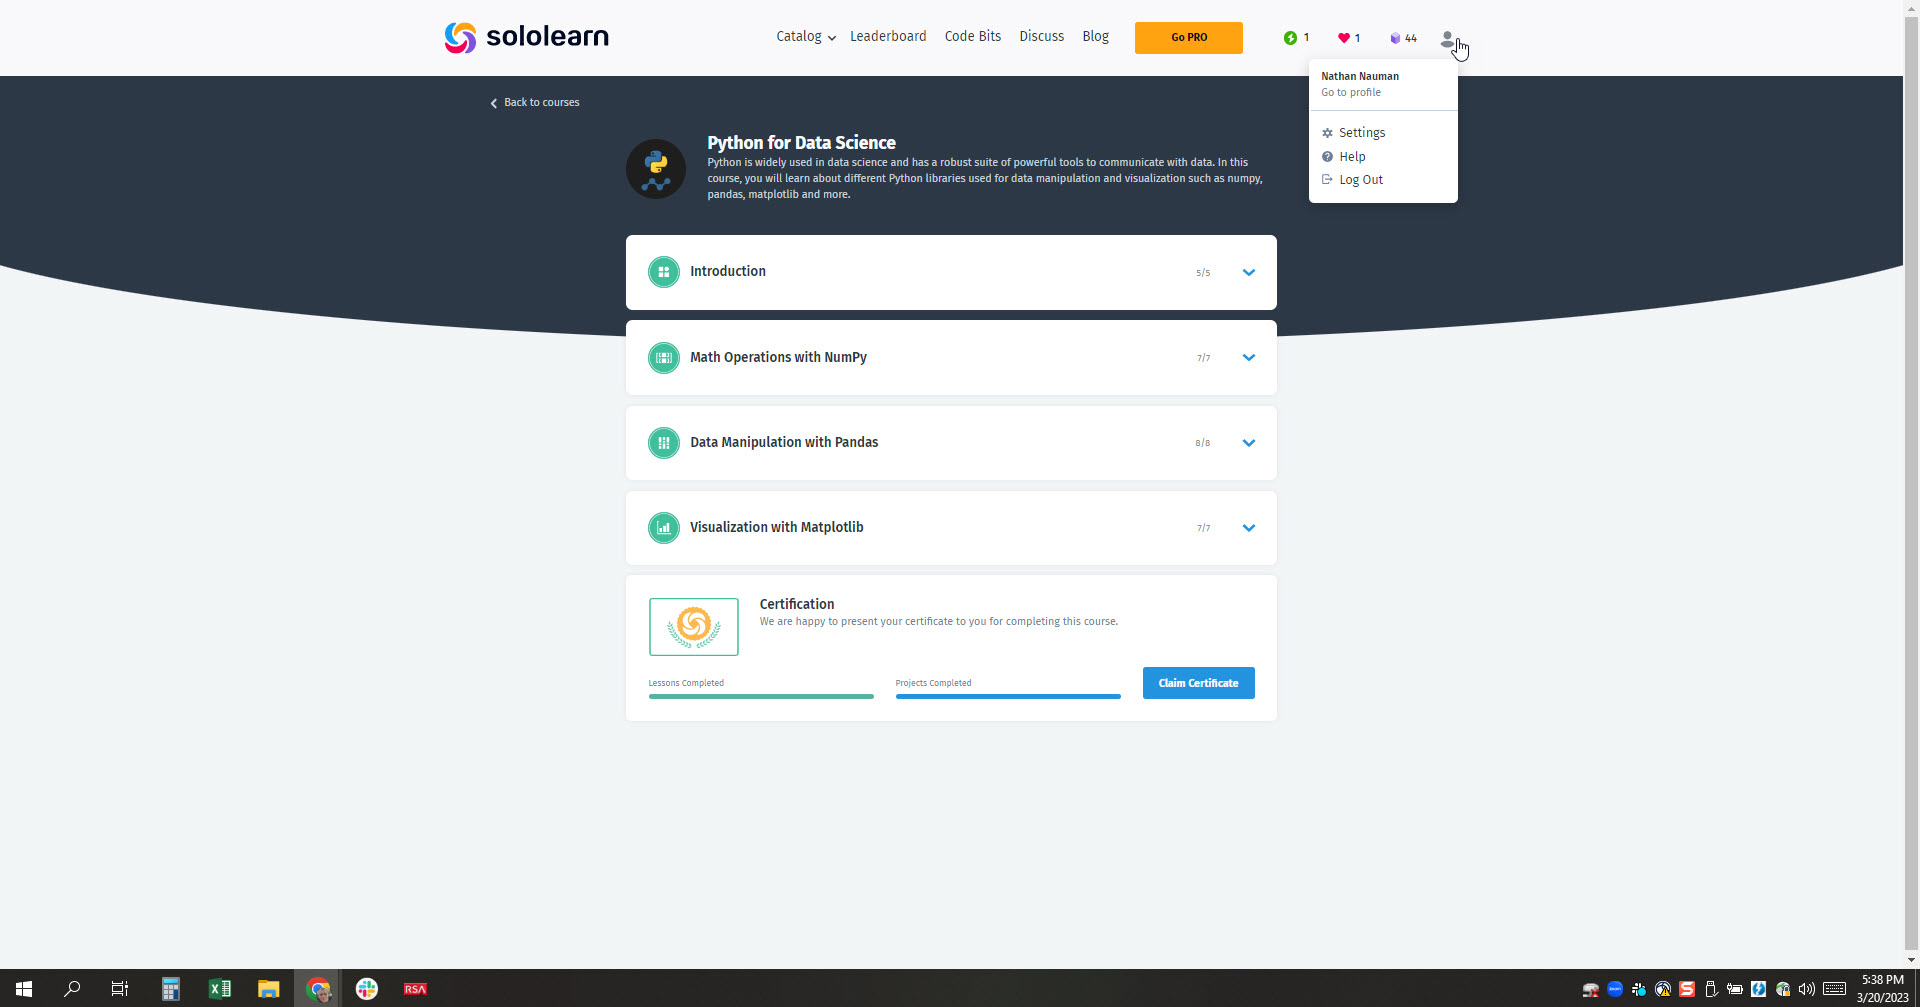 sololearn
Catalog
Leaderboard
Code Bits
Discuss
Blog
Go PRO
1
1
44
Nathan Nauman
Go to profile
Settings
Help
Log Out
Back to courses
Python for Data Science
Python is widely used in data science and has a robust suite of powerful tools to communicate with data. In this
course, you will learn about different Python libraries used for data manipulation and visualization such as numpy,
pandas, matplotlib and more.
Introduction
5/5
Math Operations with NumPy
7/7
Data Manipulation with Pandas
8/8
Visualization with Matplotlib
7/7
Certification
We are happy to present your certificate to you for completing this course.
Lessons Completed
Projects Completed
Claim Certificate
RSA
5:38 PM
3/20/2023